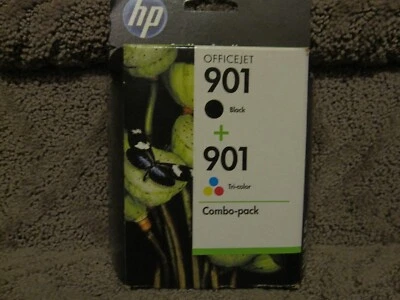 hp
OFFICEJET
901
Black
+
901
Tri-color
Combo-pack